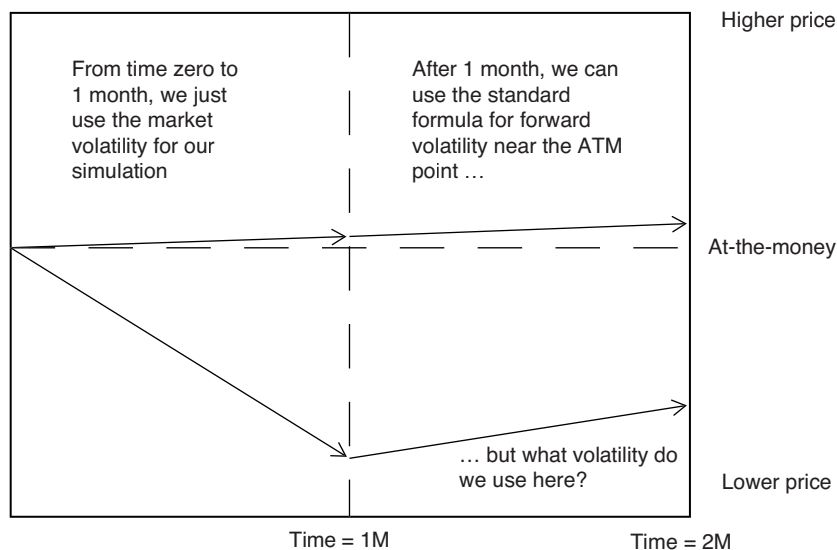 Higher price
From time zero to
1 month, we just
use the market
volatility for our
simulation
After 1 month, we can
use the standard
formula for forward
volatility near the ATM
point …
At-the-money
… but what volatility do
we use here?
Lower price
Time = 1M
Time = 2M